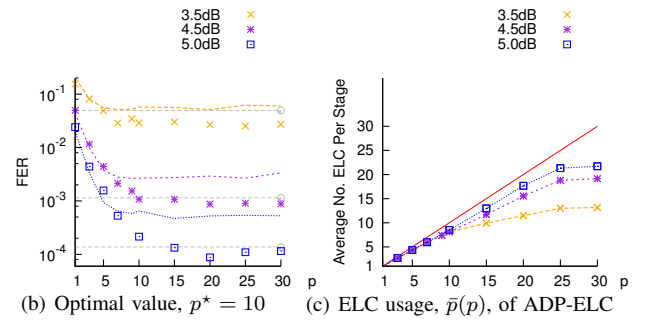 3.5dB
4.5dB
5.0dB
FER
10^-1
10^-2
10^-3
10^-4
1 5 10 15 20 25 30 p
(b) Optimal value, p* = 10
3.5dB
4.5dB
5.0dB
Average No. ELC Per Stage
30
25
20
15
10
5
1
1 5 10 15 20 25 30 p
(c) ELC usage, p̄(p), of ADP-ELC